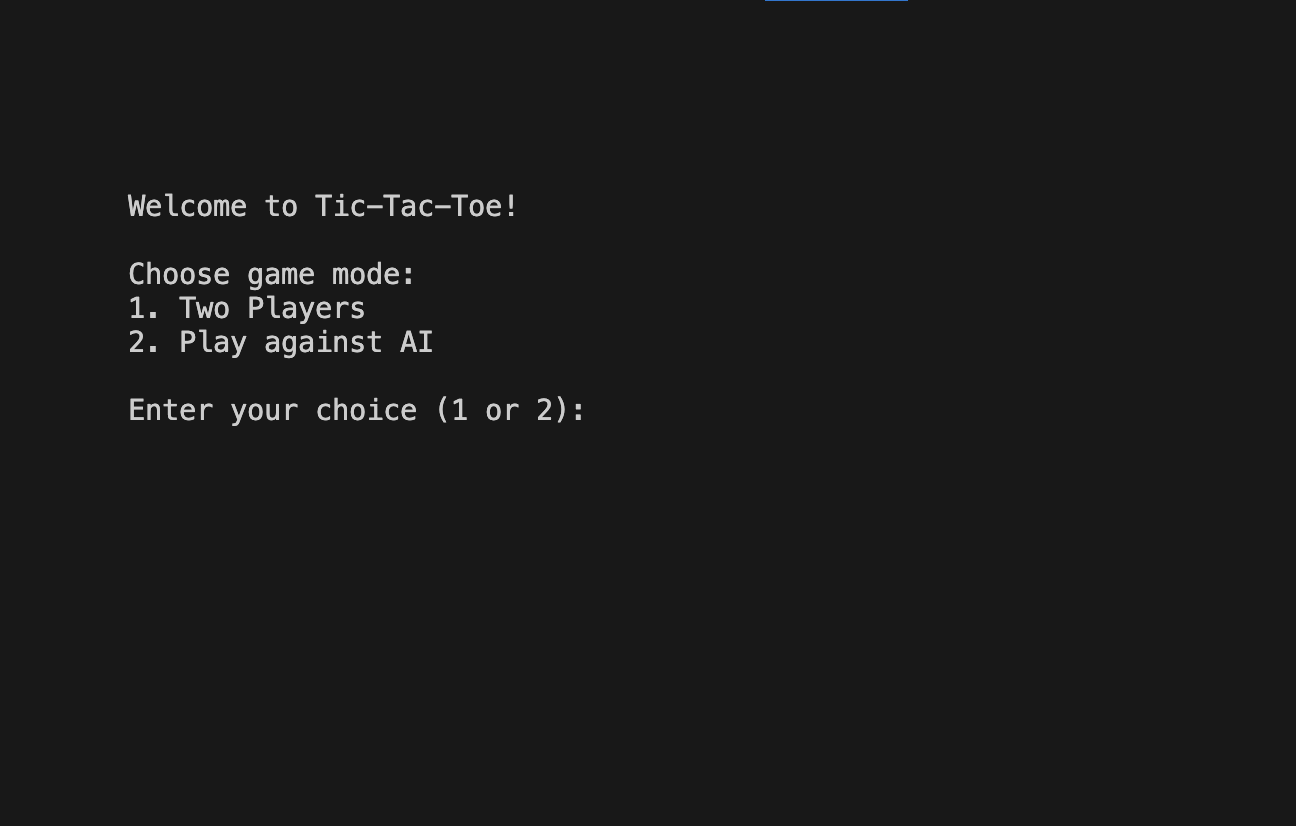 Welcome to Tic-Tac-Toe!
Choose game mode:
1. Two Players
2. Play against AI
Enter your choice (1 or 2):